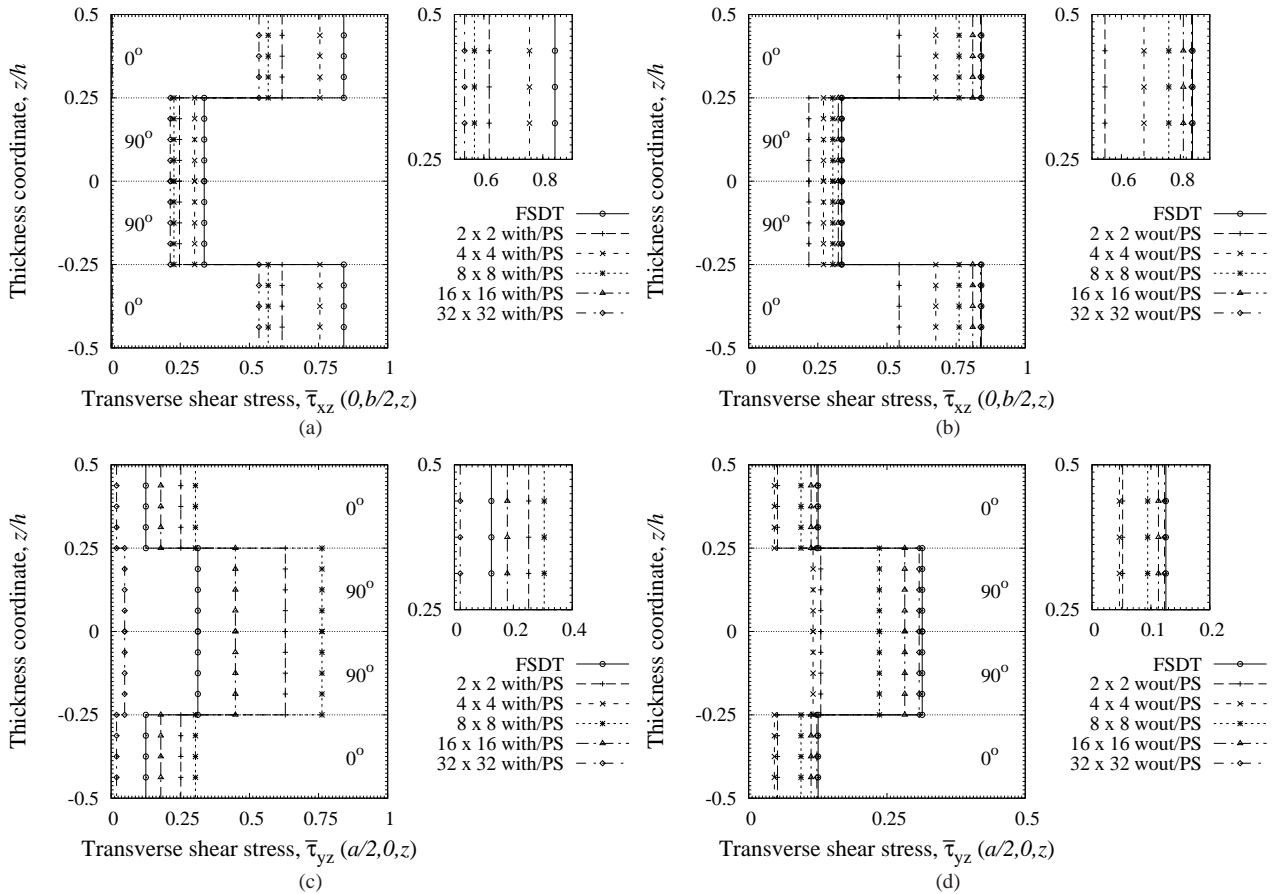 0.5
0.25
0
-0.25
-0.5
Thickness coordinate, z/h
0°
90°
90°
0°
0 0.25 0.5 0.75 1
Transverse shear stress, τ̅xz (0,b/2,z)
(a)
0.5
0.25
0.6 0.8
FSDT
2 x 2 with/PS
4 x 4 with/PS
8 x 8 with/PS
16 x 16 with/PS
32 x 32 with/PS
0.5
0.25
0
-0.25
-0.5
Thickness coordinate, z/h
0°
90°
90°
0°
0 0.25 0.5 0.75 1
Transverse shear stress, τ̅xz (0,b/2,z)
(b)
0.5
0.25
0.6 0.8
FSDT
2 x 2 wout/PS
4 x 4 wout/PS
8 x 8 wout/PS
16 x 16 wout/PS
32 x 32 wout/PS
0.5
0.25
0
-0.25
-0.5
Thickness coordinate, z/h
0°
90°
90°
0°
0 0.25 0.5 0.75 1
Transverse shear stress, τ̅yz (a/2,0,z)
(c)
0.5
0.25
0 0.2 0.4
FSDT
2 x 2 with/PS
4 x 4 with/PS
8 x 8 with/PS
16 x 16 with/PS
32 x 32 with/PS
0.5
0.25
0
-0.25
-0.5
Thickness coordinate, z/h
0°
90°
90°
0°
0 0.25 0.5
Transverse shear stress, τ̅yz (a/2,0,z)
(d)
0.5
0.25
0 0.1 0.2
FSDT
2 x 2 wout/PS
4 x 4 wout/PS
8 x 8 wout/PS
16 x 16 wout/PS
32 x 32 wout/PS